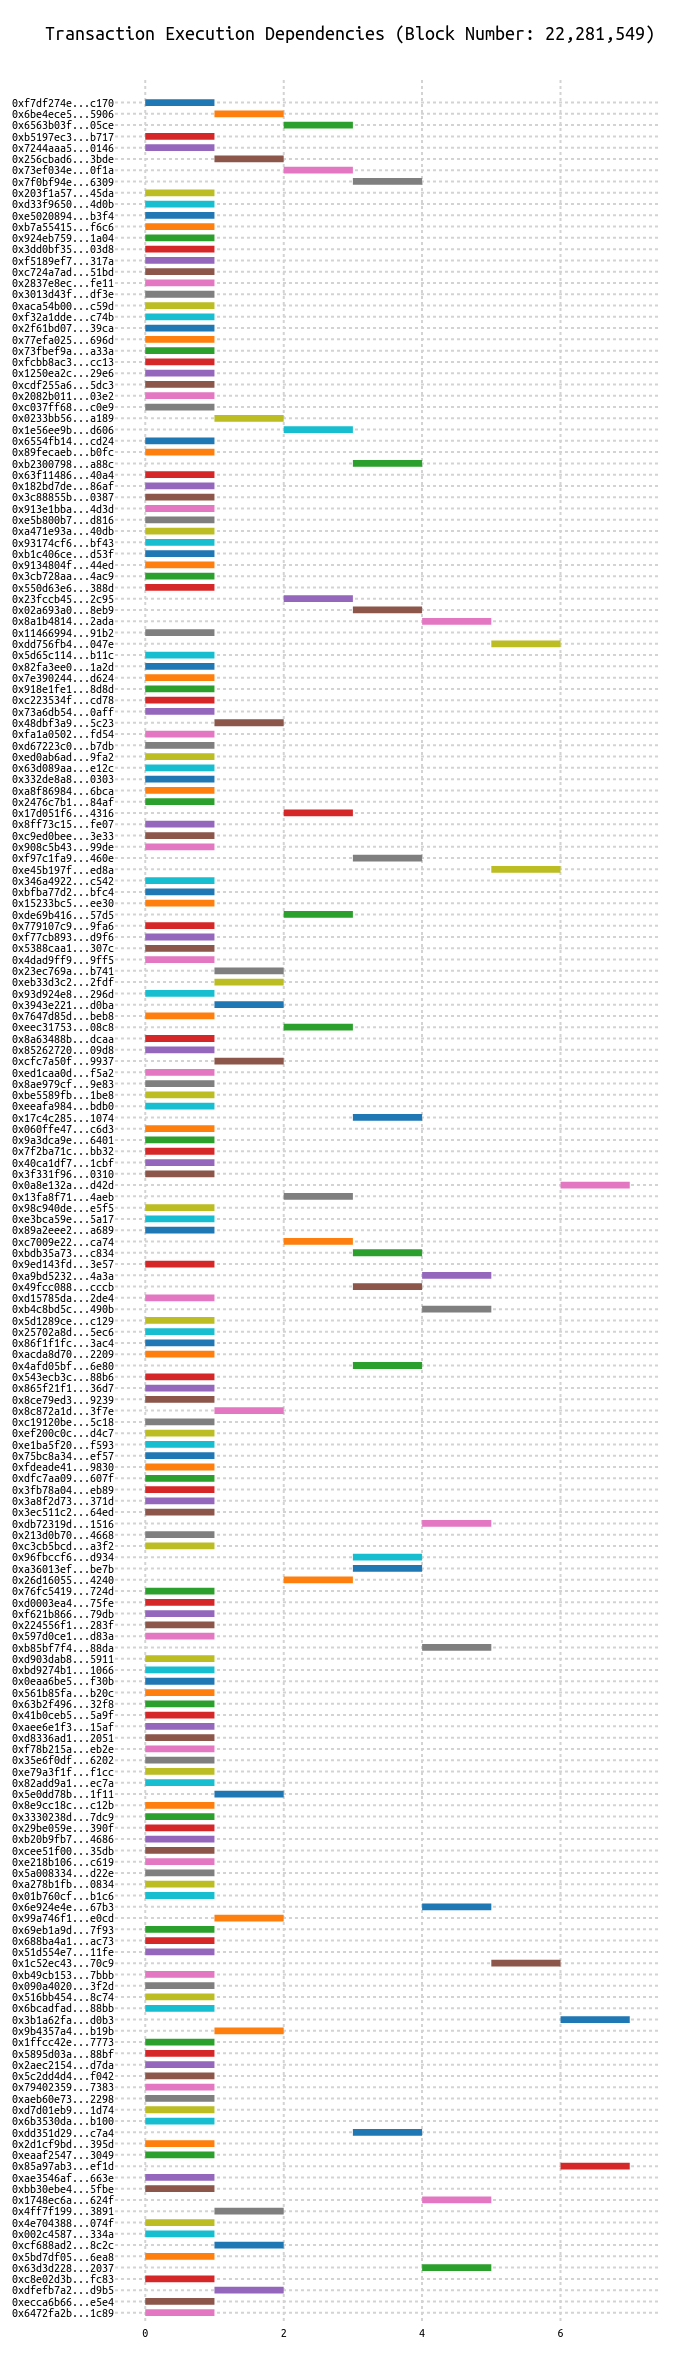 Transaction Execution Dependencies (Block Number: 22,281,549)
0xf7df274e...c170
0x6be4ece5...5906
0x6563b03f...05ce
0xb5197ec3...b717
0x7244aaa5...0146
0x256cbad6...3bde
0x73ef034e...0f1a
0x7f0bf94e...6309
0x203f1a57...45da
0xd33f9650...4d0b
0xe5020894...b3f4
0xb7a55415...f6c6
0x924eb759...1a04
0x3dd0bf35...03d8
0xf5189ef7...317a
0xc724a7ad...51bd
0x2837e8ec...fe11
0x3013d43f...df3e
0xaca54b00...c59d
0xf32a1dde...c74b
0x2f61bd07...39ca
0x77efa025...696d
0x73fbef9a...a33a
0xfcbb8ac3...cc13
0x1250ea2c...29e6
0xcdf255a6...5dc3
0x2082b011...03e2
0xc037ff68...c0e9
0x0233bb56...a189
0x1e56ee9b...d606
0x6554fb14...cd24
0x89fecaeb...b0fc
0xb2300798...a88c
0x63f11486...40a4
0x182bd7de...86af
0x3c88855b...0387
0x913e1bba...4d3d
0xe5b800b7...d816
0xa471e93a...40db
0x93174cf6...bf43
0xb1c406ce...d53f
0x9134804f...44ed
0x3cb728aa...4ac9
0x550d63e6...388d
0x23fccb45...2c95
0x02a693a0...8eb9
0x8a1b4814...2ada
0x11466994...91b2
0xdd756fb4...047e
0x5d65c114...b11c
0x82fa3ee0...1a2d
0x7e390244...d624
0x918e1fe1...8d8d
0xc223534f...cd78
0x73a6db54...0aff
0x48dbf3a9...5c23
0xfa1a0502...fd54
0xd67223c0...b7db
0xed0ab6ad...9fa2
0x63d089aa...e12c
0x332de8a8...0303
0xa8f86984...6bca
0x2476c7b1...84af
0x17d051f6...4316
0x8ff73c15...fe07
0xc9ed0bee...3e33
0x908c5b43...99de
0xf97c1fa9...460e
0xe45b197f...ed8a
0x346a4922...c542
0xbfba77d2...bfc4
0x15233bc5...ee30
0xde69b416...57d5
0x779107c9...9fa6
0xf77cb893...d9f6
0x5388caa1...307c
0x4dad9ff9...9ff5
0x23ec769a...b741
0xeb33d3c2...2fdf
0x93d924e8...296d
0x3943e221...d0ba
0x7647d85d...beb8
0xeec31753...08c8
0x8a63488b...dcaa
0x85262720...09d8
0xcfc7a50f...9937
0xed1caa0d...f5a2
0x8ae979cf...9e83
0xbe5589fb...1be8
0xeeafa984...bdb0
0x17c4c285...1074
0x060ffe47...c6d3
0x9a3dca9e...6401
0x7f2ba71c...bb32
0x40ca1df7...1cbf
0x3f331f96...0310
0x0a8e132a...d42d
0x13fa8f71...4aeb
0x98c940de...e5f5
0xe3bca59e...5a17
0x89a2eee2...a689
0xc7009e22...ca74
0xbdb35a73...c834
0x9ed143fd...3e57
0xa9bd5232...4a3a
0x49fcc088...cccb
0xd15785da...2de4
0xb4c8bd5c...490b
0x5d1289ce...c129
0x25702a8d...5ec6
0x86f1f1fc...3ac4
0xacda8d70...2209
0x4afd05bf...6e80
0x543ecb3c...88b6
0x865f21f1...36d7
0x8ce79ed3...9239
0x8c872a1d...3f7e
0xc19120be...5c18
0xef200c0c...d4c7
0xe1ba5f20...f593
0x75bc8a34...ef57
0xfdeade41...9830
0xdfc7aa09...607f
0x3fb78a04...eb89
0x3a8f2d73...371d
0x3ec511c2...64ed
0xdb72319d...1516
0x213d0b70...4668
0xc3cb5bcd...a3f2
0x96fbccf6...d934
0xa36013ef...be7b
0x26d16055...4240
0x76fc5419...724d
0xd0003ea4...75fe
0xf621b866...79db
0x224556f1...283f
0x597d0ce1...d83a
0xb85bf7f4...88da
0xd903dab8...5911
0xbd9274b1...1066
0x0eaa6be5...f30b
0x561b85fa...b20c
0x63b2f496...32f8
0x41b0ceb5...5a9f
0xaee6e1f3...15af
0xd8336ad1...2051
0xf78b215a...eb2e
0x35e6f0df...6202
0xe79a3f1f...f1cc
0x82add9a1...ec7a
0x5e0dd78b...1f11
0x8e9cc18c...c12b
0x3330238d...7dc9
0x29be059e...390f
0xb20b9fb7...4686
0xcee51f00...35db
0xe218b106...c619
0x5a008334...d22e
0xa278b1fb...0834
0x01b760cf...b1c6
0x6e924e4e...67b3
0x99a746f1...e0cd
0x69eb1a9d...7f93
0x688ba4a1...ac73
0x51d554e7...11fe
0x1c52ec43...70c9
0xb49cb153...7bbb
0x090a4020...3f2d
0x516bb454...8c74
0x6bcadfad...88bb
0x3b1a62fa...d0b3
0x9b4357a4...b19b
0x1ffcc42e...7773
0x5895d03a...88bf
0x2aec2154...d7da
0x5c2dd4d4...f042
0x79402359...7383
0xaeb60e73...2298
0xd7d01eb9...1d74
0x6b3530da...b100
0xdd351d29...c7a4
0x2d1cf9bd...395d
0xeaaf2547...3049
0x85a97ab3...ef1d
0xae3546af...663e
0xbb30ebe4...5fbe
0x1748ec6a...624f
0x4ff7f199...3891
0x4e704388...074f
0x002c4587...334a
0xcf688ad2...8c2c
0x5bd7df05...6ea8
0x63d3d228...2037
0xc8e02d3b...fc83
0xdfefb7a2...d9b5
0xecca6b66...e5e4
0x6472fa2b...1c89
0 2 4 6